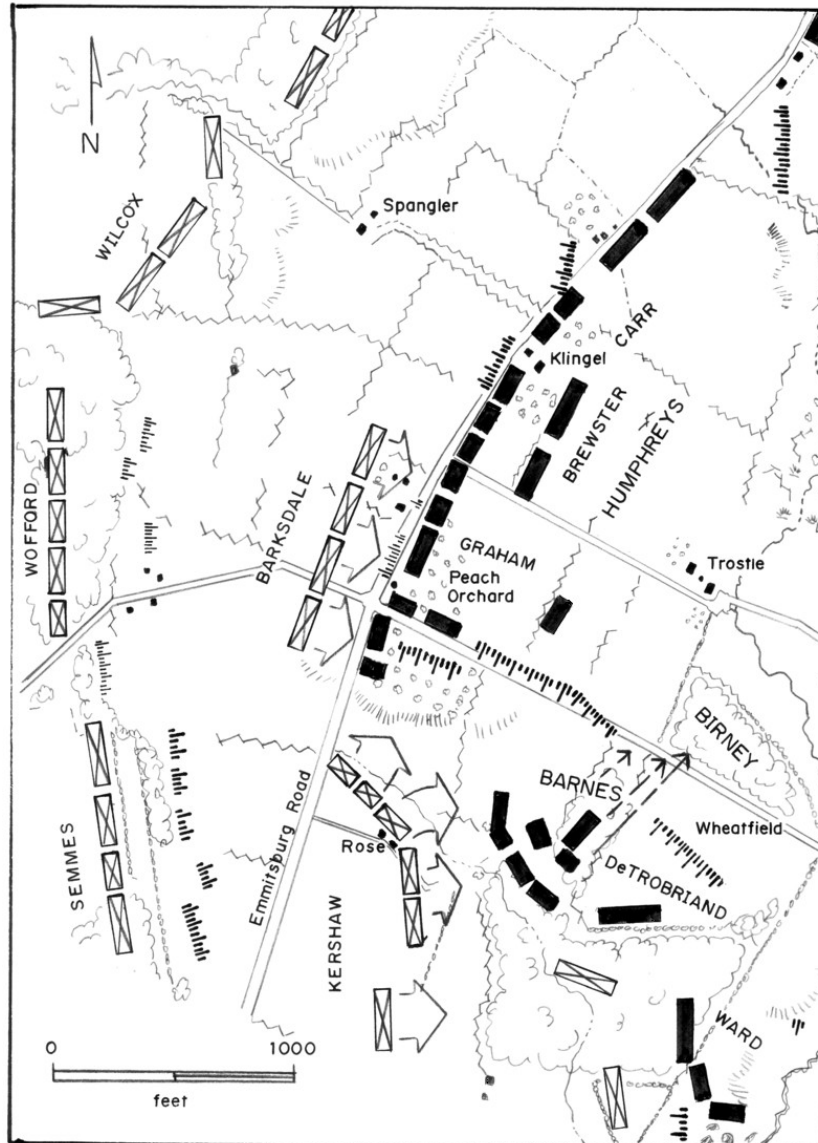 N
Spangler
WILCOX
CARR
Klingel
BREWSTER
HUMPHREYS
WOFFORD
BARKSDALE
GRAHAM
Peach
Orchard
Trostle
BIRNEY
BARNES
Wheatfield
DeTROBRIAND
Emmitsburg Road
Rose
SEMMES
KERSHAW
WARD
0 1000
feet